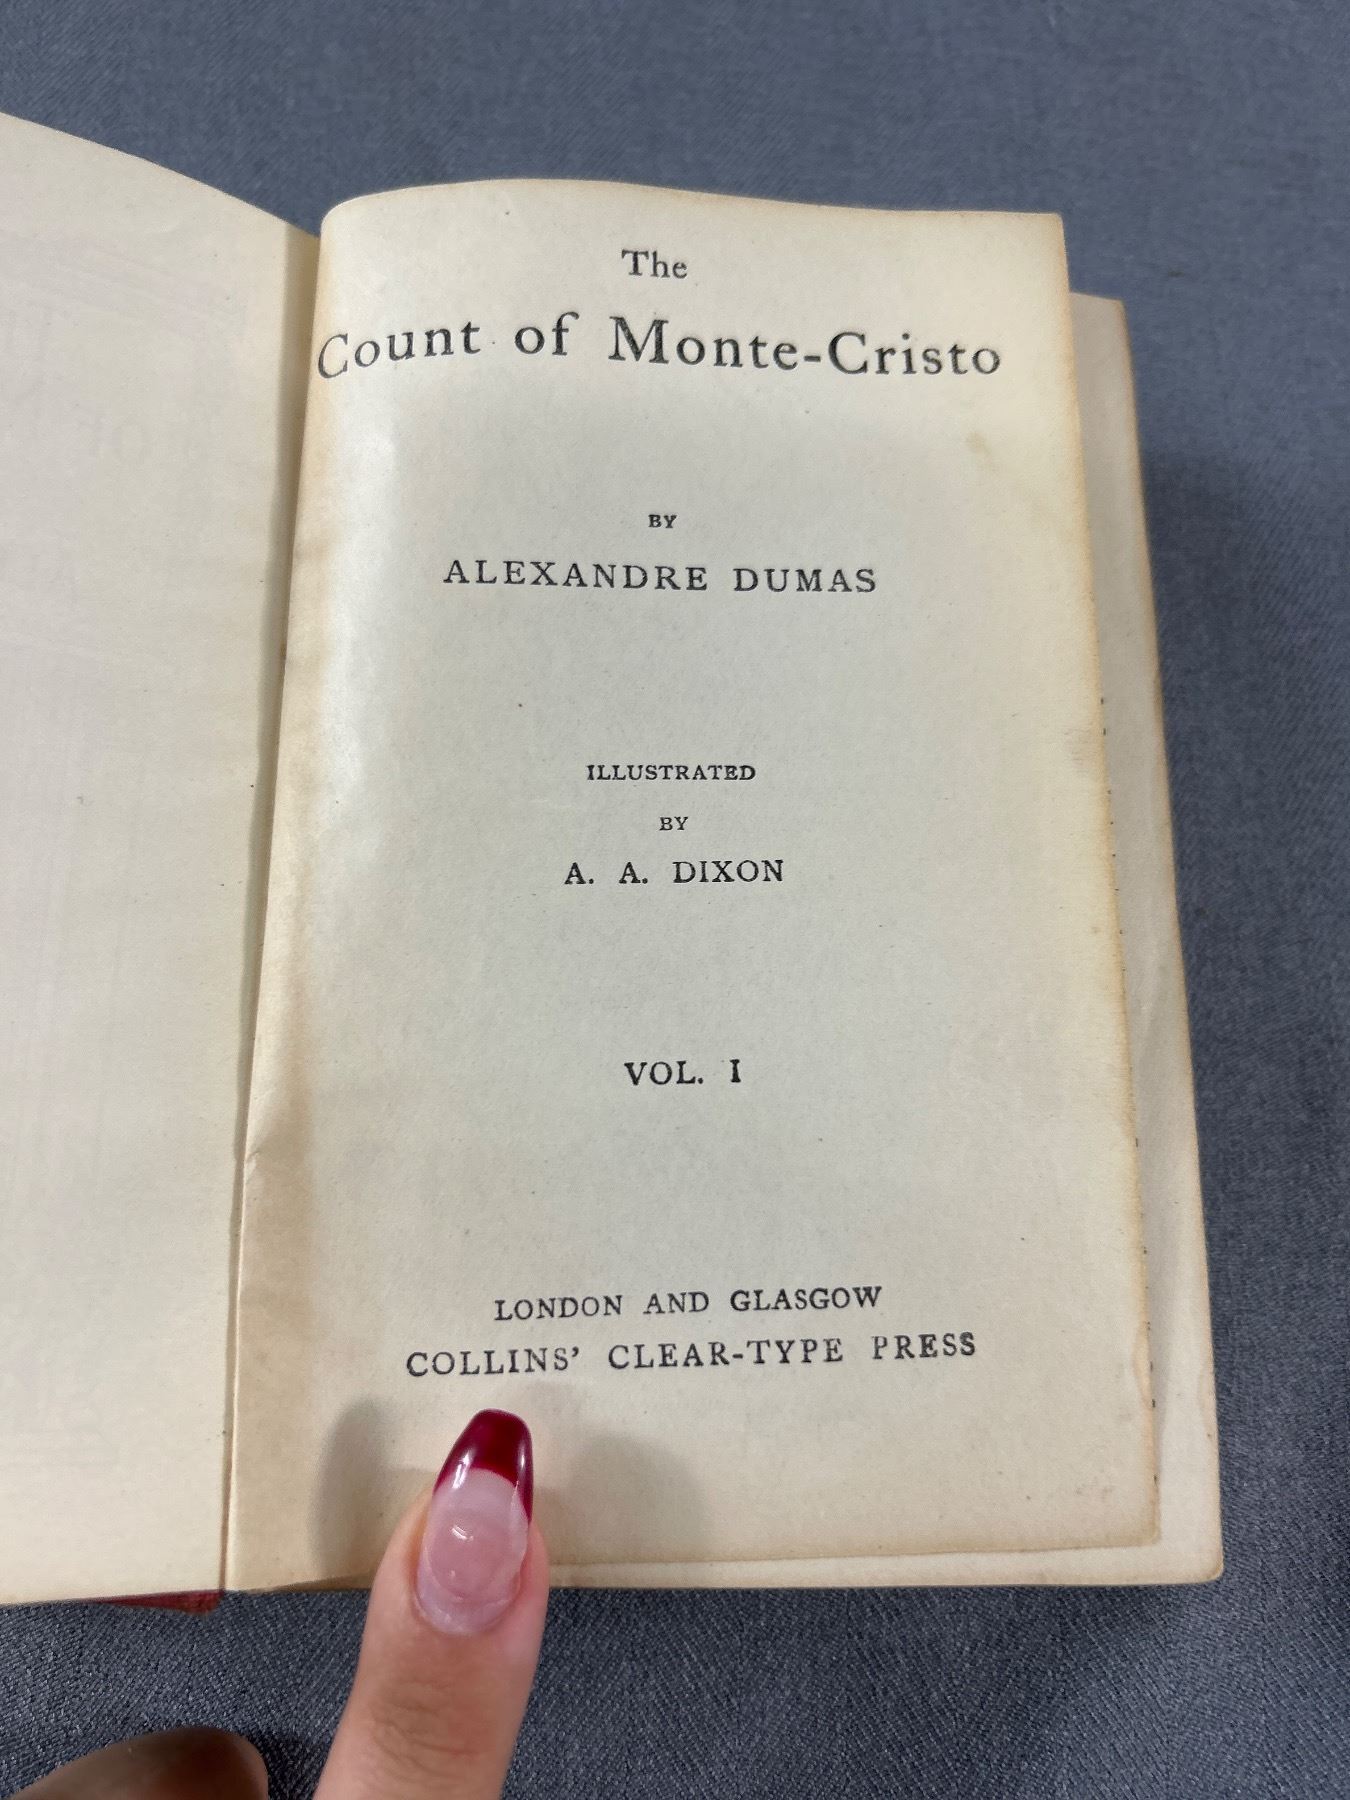 The
Count of Monte-Cristo
BY
ALEXANDRE DUMAS
ILLUSTRATED
BY
A. A. DIXON
VOL. I
LONDON AND GLASGOW
COLLINS' CLEAR-TYPE PRESS